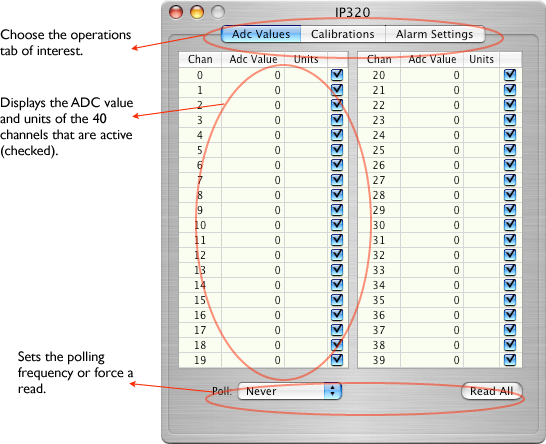 IP320
Choose the operations
tab of interest.
Adc Values Calibrations Alarm Settings
Chan Adc Value Units Chan Adc Value Units
0 0 20 0
1 0 21 0
2 0 22 0
3 0 23 0
4 0 24 0
5 0 25 0
6 0 26 0
7 0 27 0
8 0 28 0
9 0 29 0
10 0 30 0
11 0 31 0
12 0 32 0
13 0 33 0
14 0 34 0
15 0 35 0
16 0 36 0
17 0 37 0
18 0 38 0
19 0 39 0
Displays the ADC value
and units of the 40
channels that are active
(checked).
Sets the polling
frequency or force a
read.
Poll: Never Read All